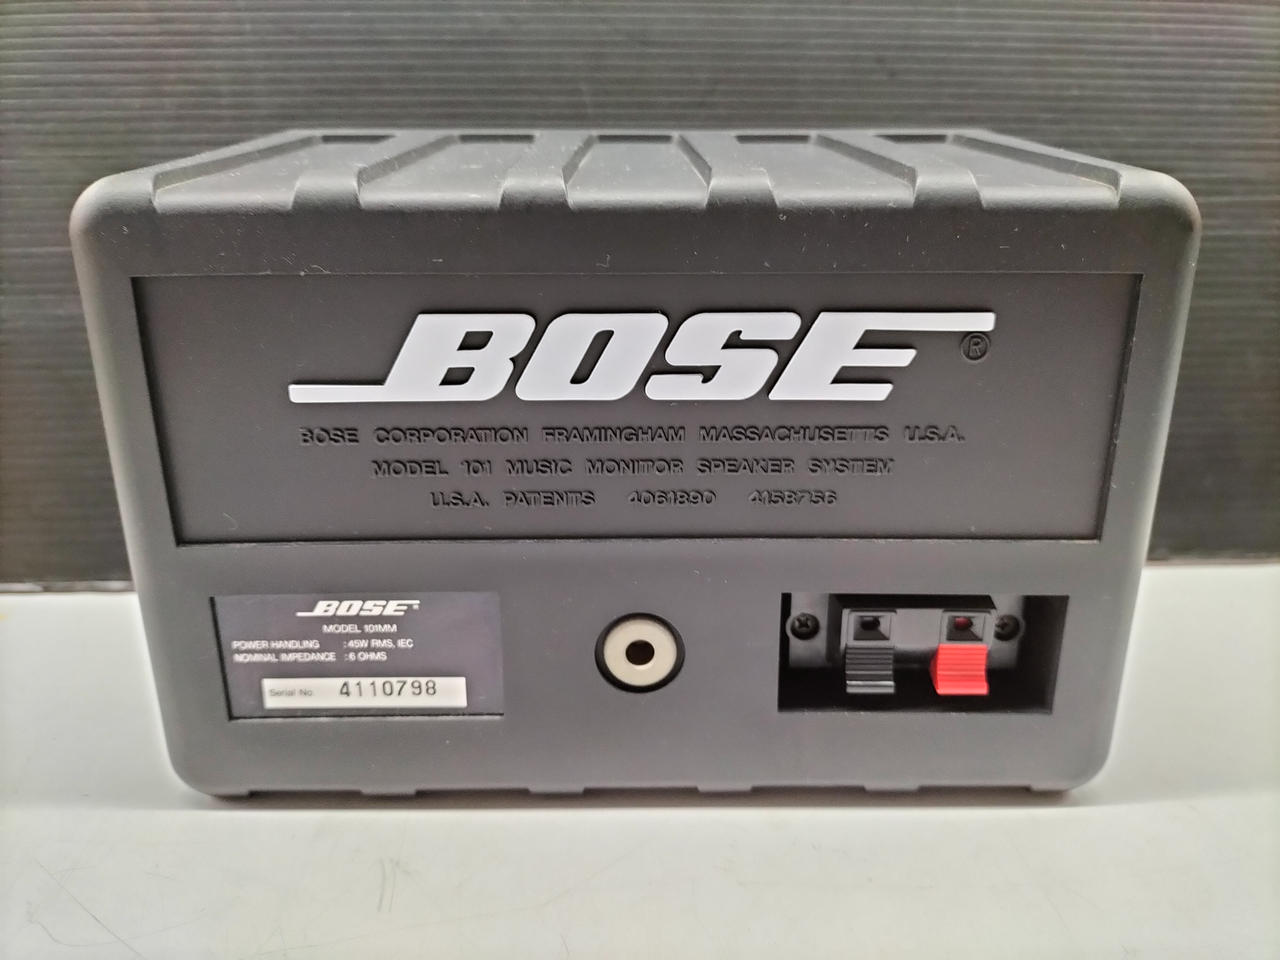 BOSE®
BOSE CORPORATION FRAMINGHAM MASSACHUSETTS U.S.A.
MODEL 101 MUSIC MONITOR SPEAKER SYSTEM
U.S.A. PATENTS 4061890 4158756
BOSE®
MODEL 101MM
POWER HANDLING : 45W RMS, IEC
NOMINAL IMPEDANCE : 6 OHMS
Serial No. 4110798